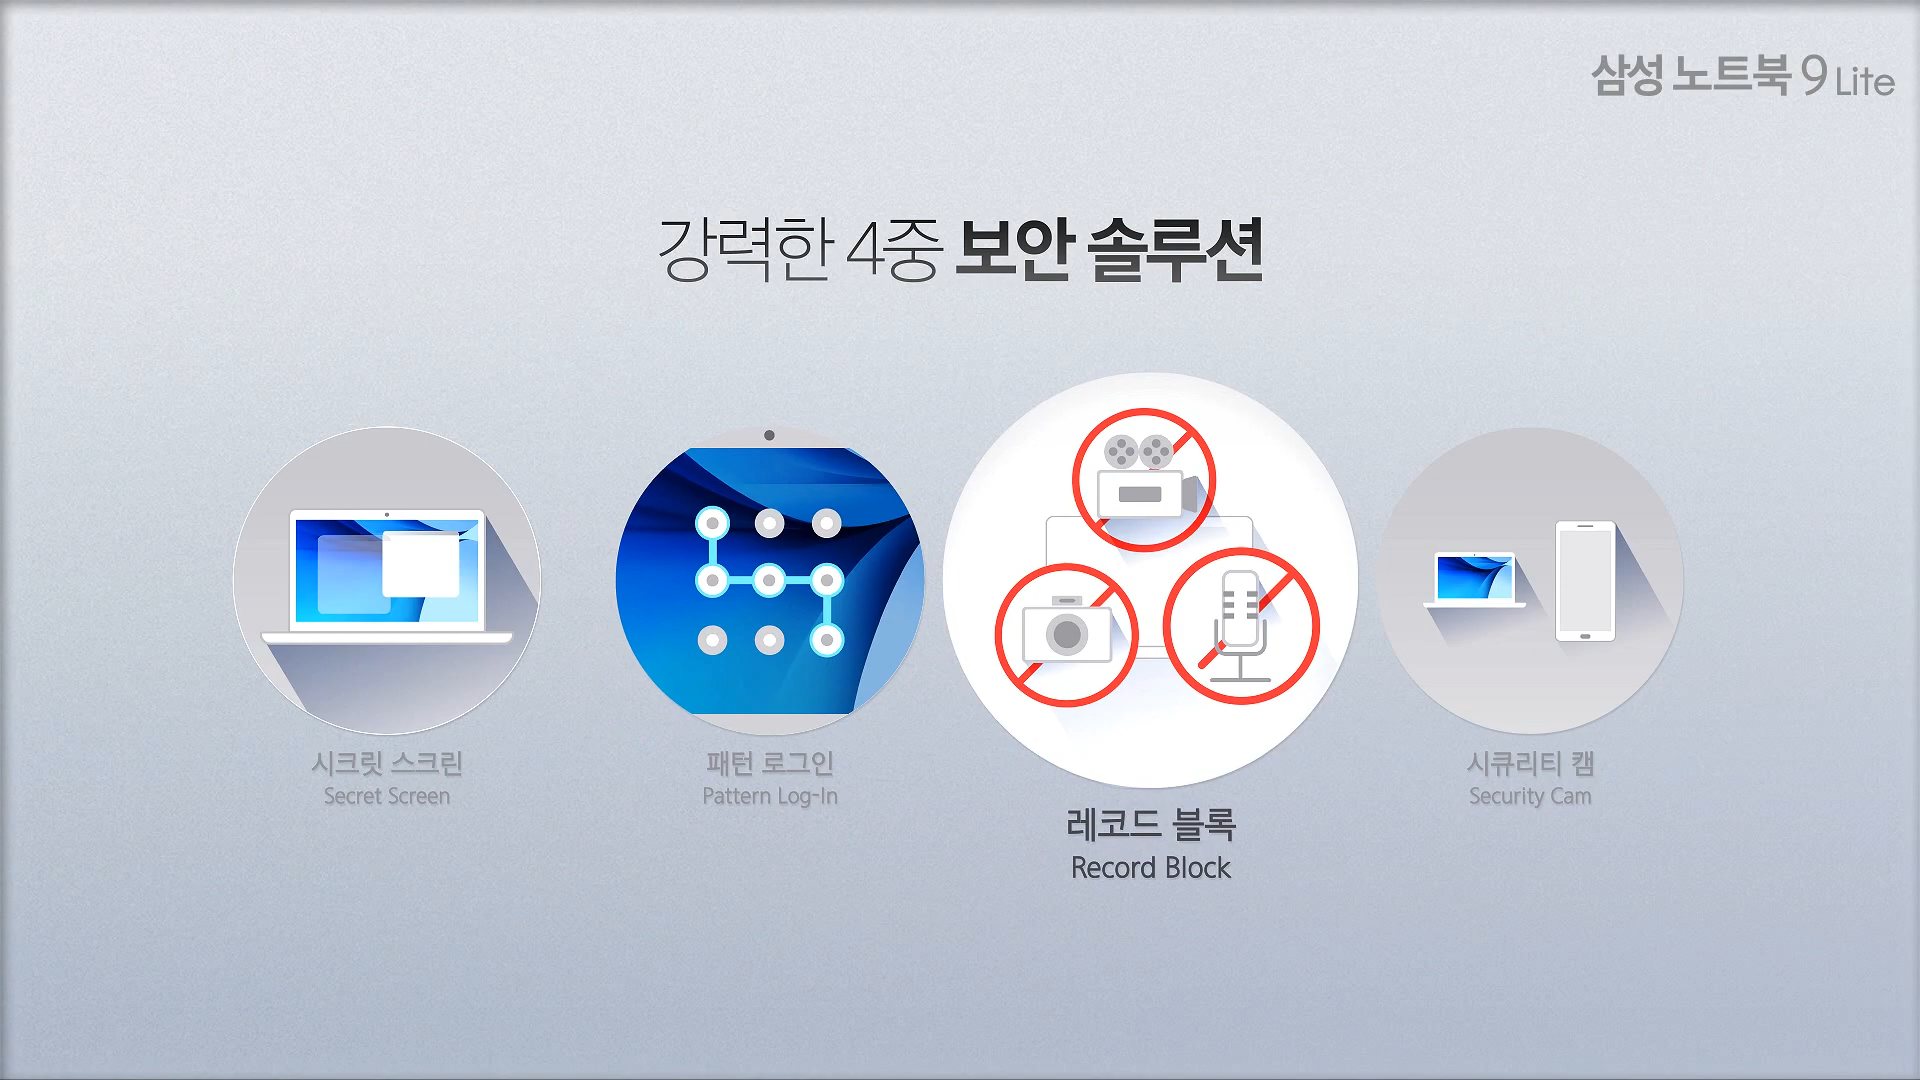 삼성 노트북 9 Lite
강력한 4중 보안 솔루션
시크릿 스크린
Secret Screen
패턴 로그인
Pattern Log-In
레코드 블록
Record Block
시큐리티 캠
Security Cam